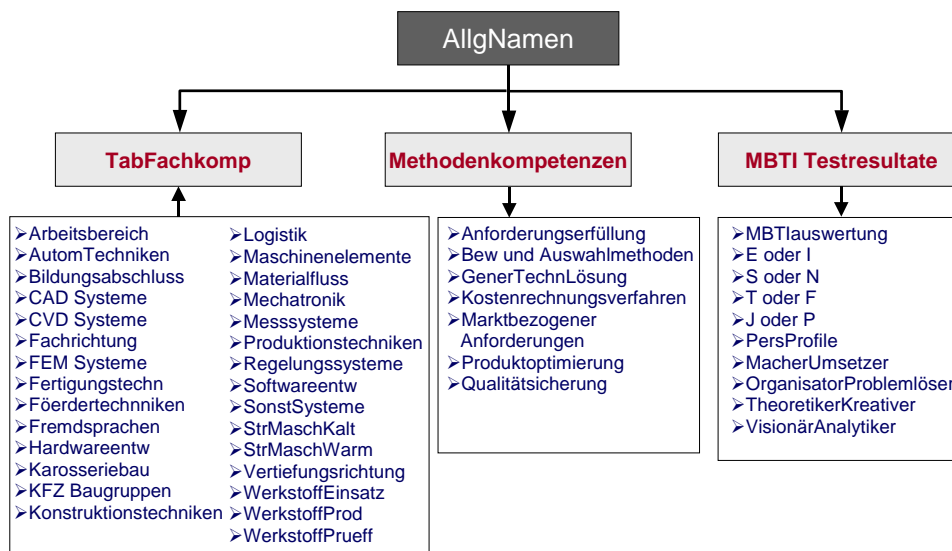 AllgNamen
TabFachkomp
Methodenkompetenzen
MBTI Testresultate
➢Arbeitsbereich
➢AutomTechniken
➢Bildungsabschluss
➢CAD Systeme
➢CVD Systeme
➢Fachrichtung
➢FEM Systeme
➢Fertigungstechn
➢Föerdertechnniken
➢Fremdsprachen
➢Hardwareentw
➢Karosseriebau
➢KFZ Baugruppen
➢Konstruktionstechniken
➢Logistik
➢Maschinenelemente
➢Materialfluss
➢Mechatronik
➢Messsysteme
➢Produktionstechniken
➢Regelungssysteme
➢Softwareentw
➢SonstSysteme
➢StrMaschKalt
➢StrMaschWarm
➢Vertiefungsrichtung
➢WerkstoffEinsatz
➢WerkstoffProd
➢WerkstoffPrueff
➢Anforderungserfüllung
➢Bew und Auswahlmethoden
➢GenerTechnLösung
➢Kostenrechnungsverfahren
➢Marktbezogener
Anforderungen
➢Produktoptimierung
➢Qualitätsicherung
➢MBTIauswertung
➢E oder I
➢S oder N
➢T oder F
➢J oder P
➢PersProfile
➢MacherUmsetzer
➢OrganisatorProblemlöser
➢TheoretikerKreativer
➢VisionärAnalytiker